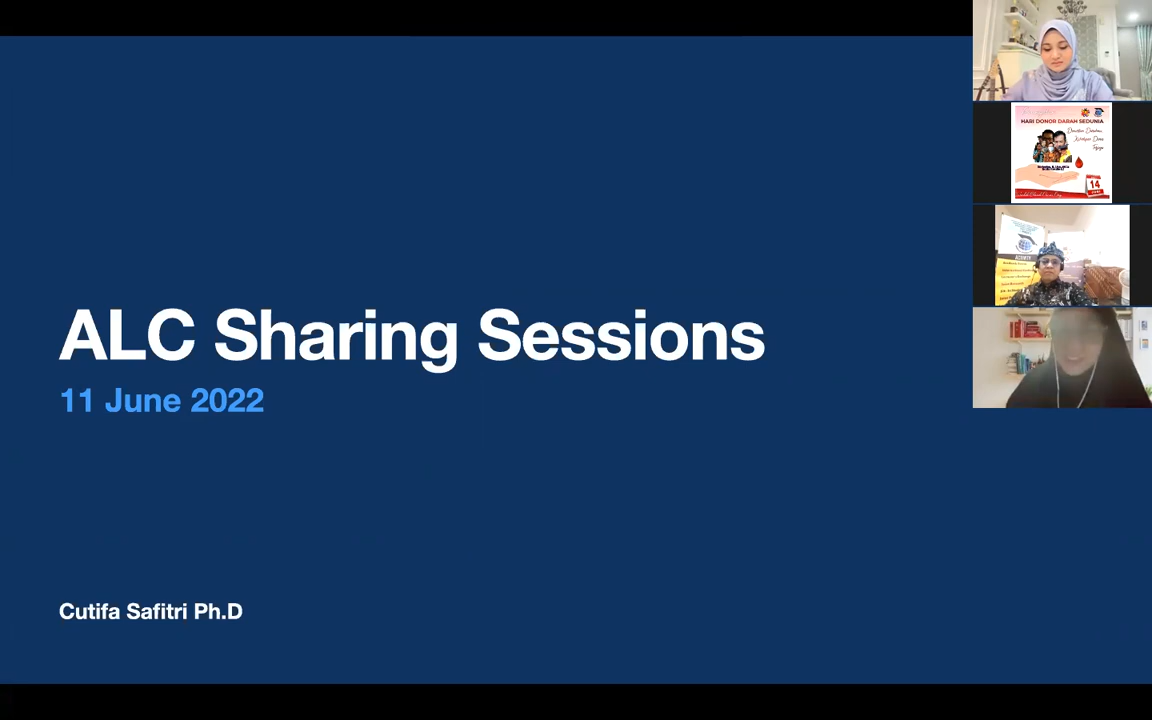 ALC Sharing Sessions
11 June 2022
Cutifa Safitri Ph.D
HARI DONOR DARAH SEDUNIA
14